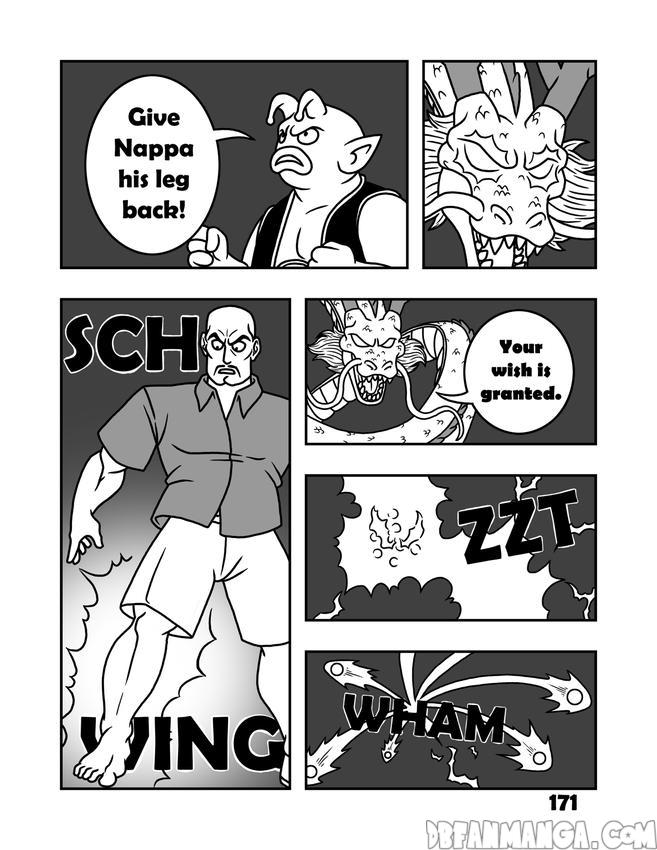 Give
Nappa
his leg
back!
SCH
WING
Your
wish is
granted.
ZZT
WHAM
171
DBFANMANGA.COM